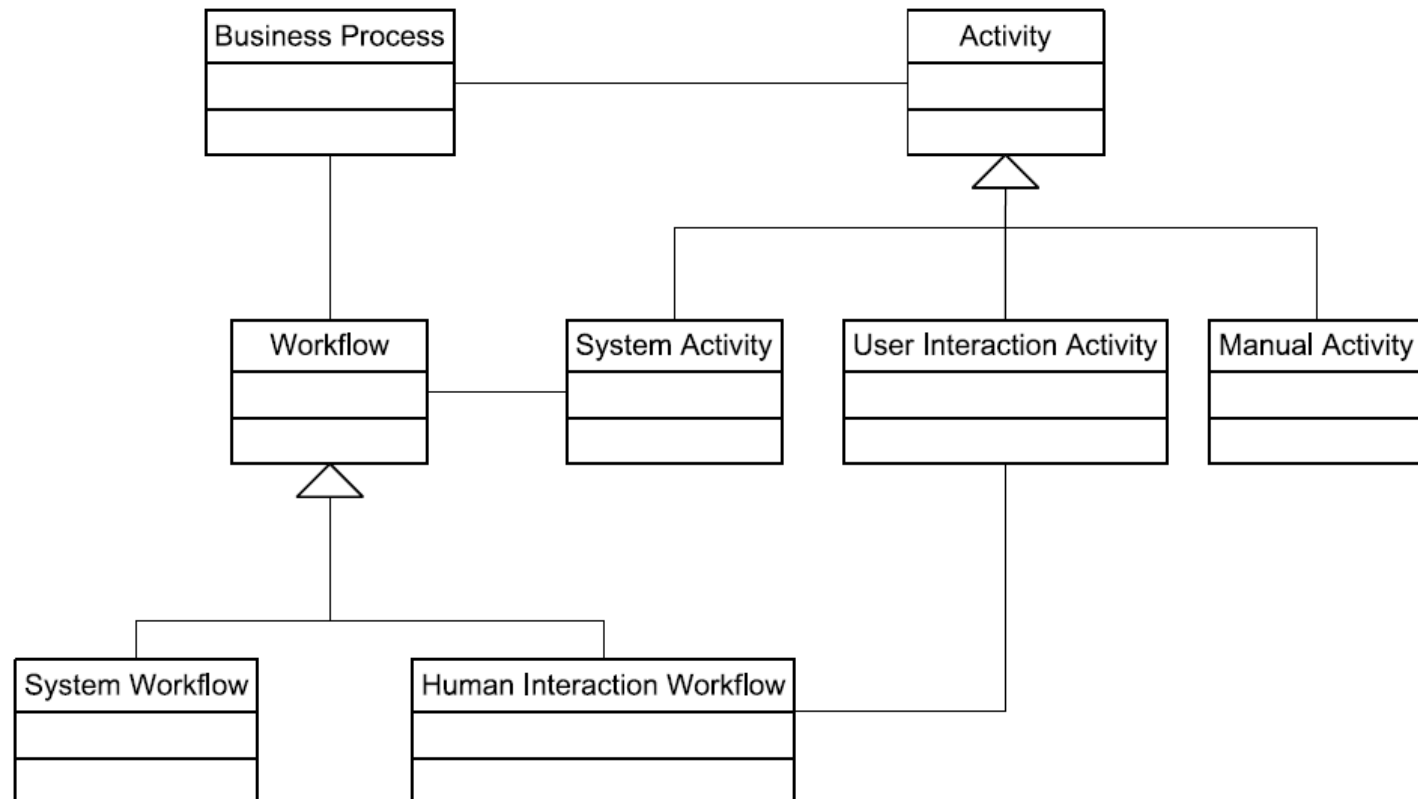 Business Process
Activity
Workflow
System Activity
User Interaction Activity
Manual Activity
System Workflow
Human Interaction Workflow